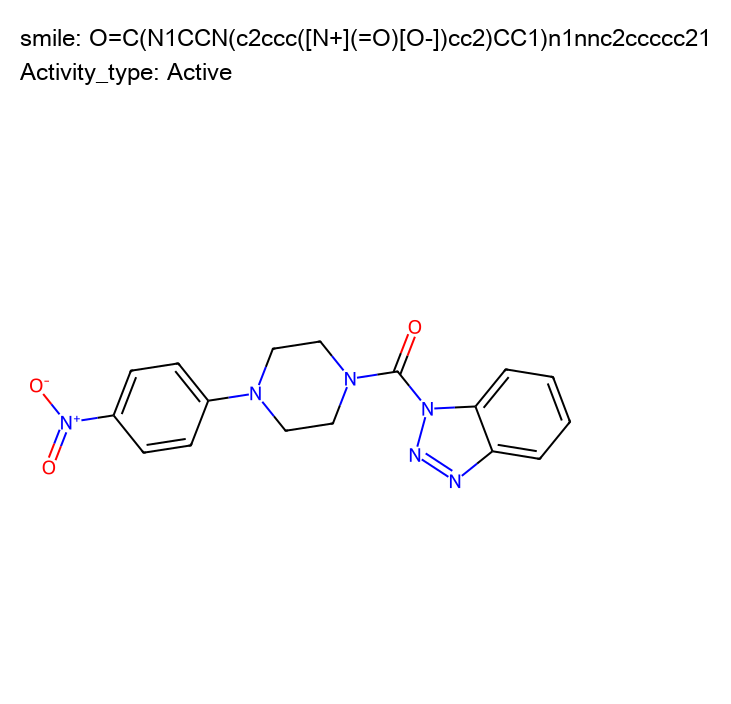 smile: O=C(N1CCN(c2ccc([N+](=O)[O-])cc2)CC1)n1nnc2ccccc21
Activity_type: Active
O
O⁻
N
N
N⁺
N
O
N
N